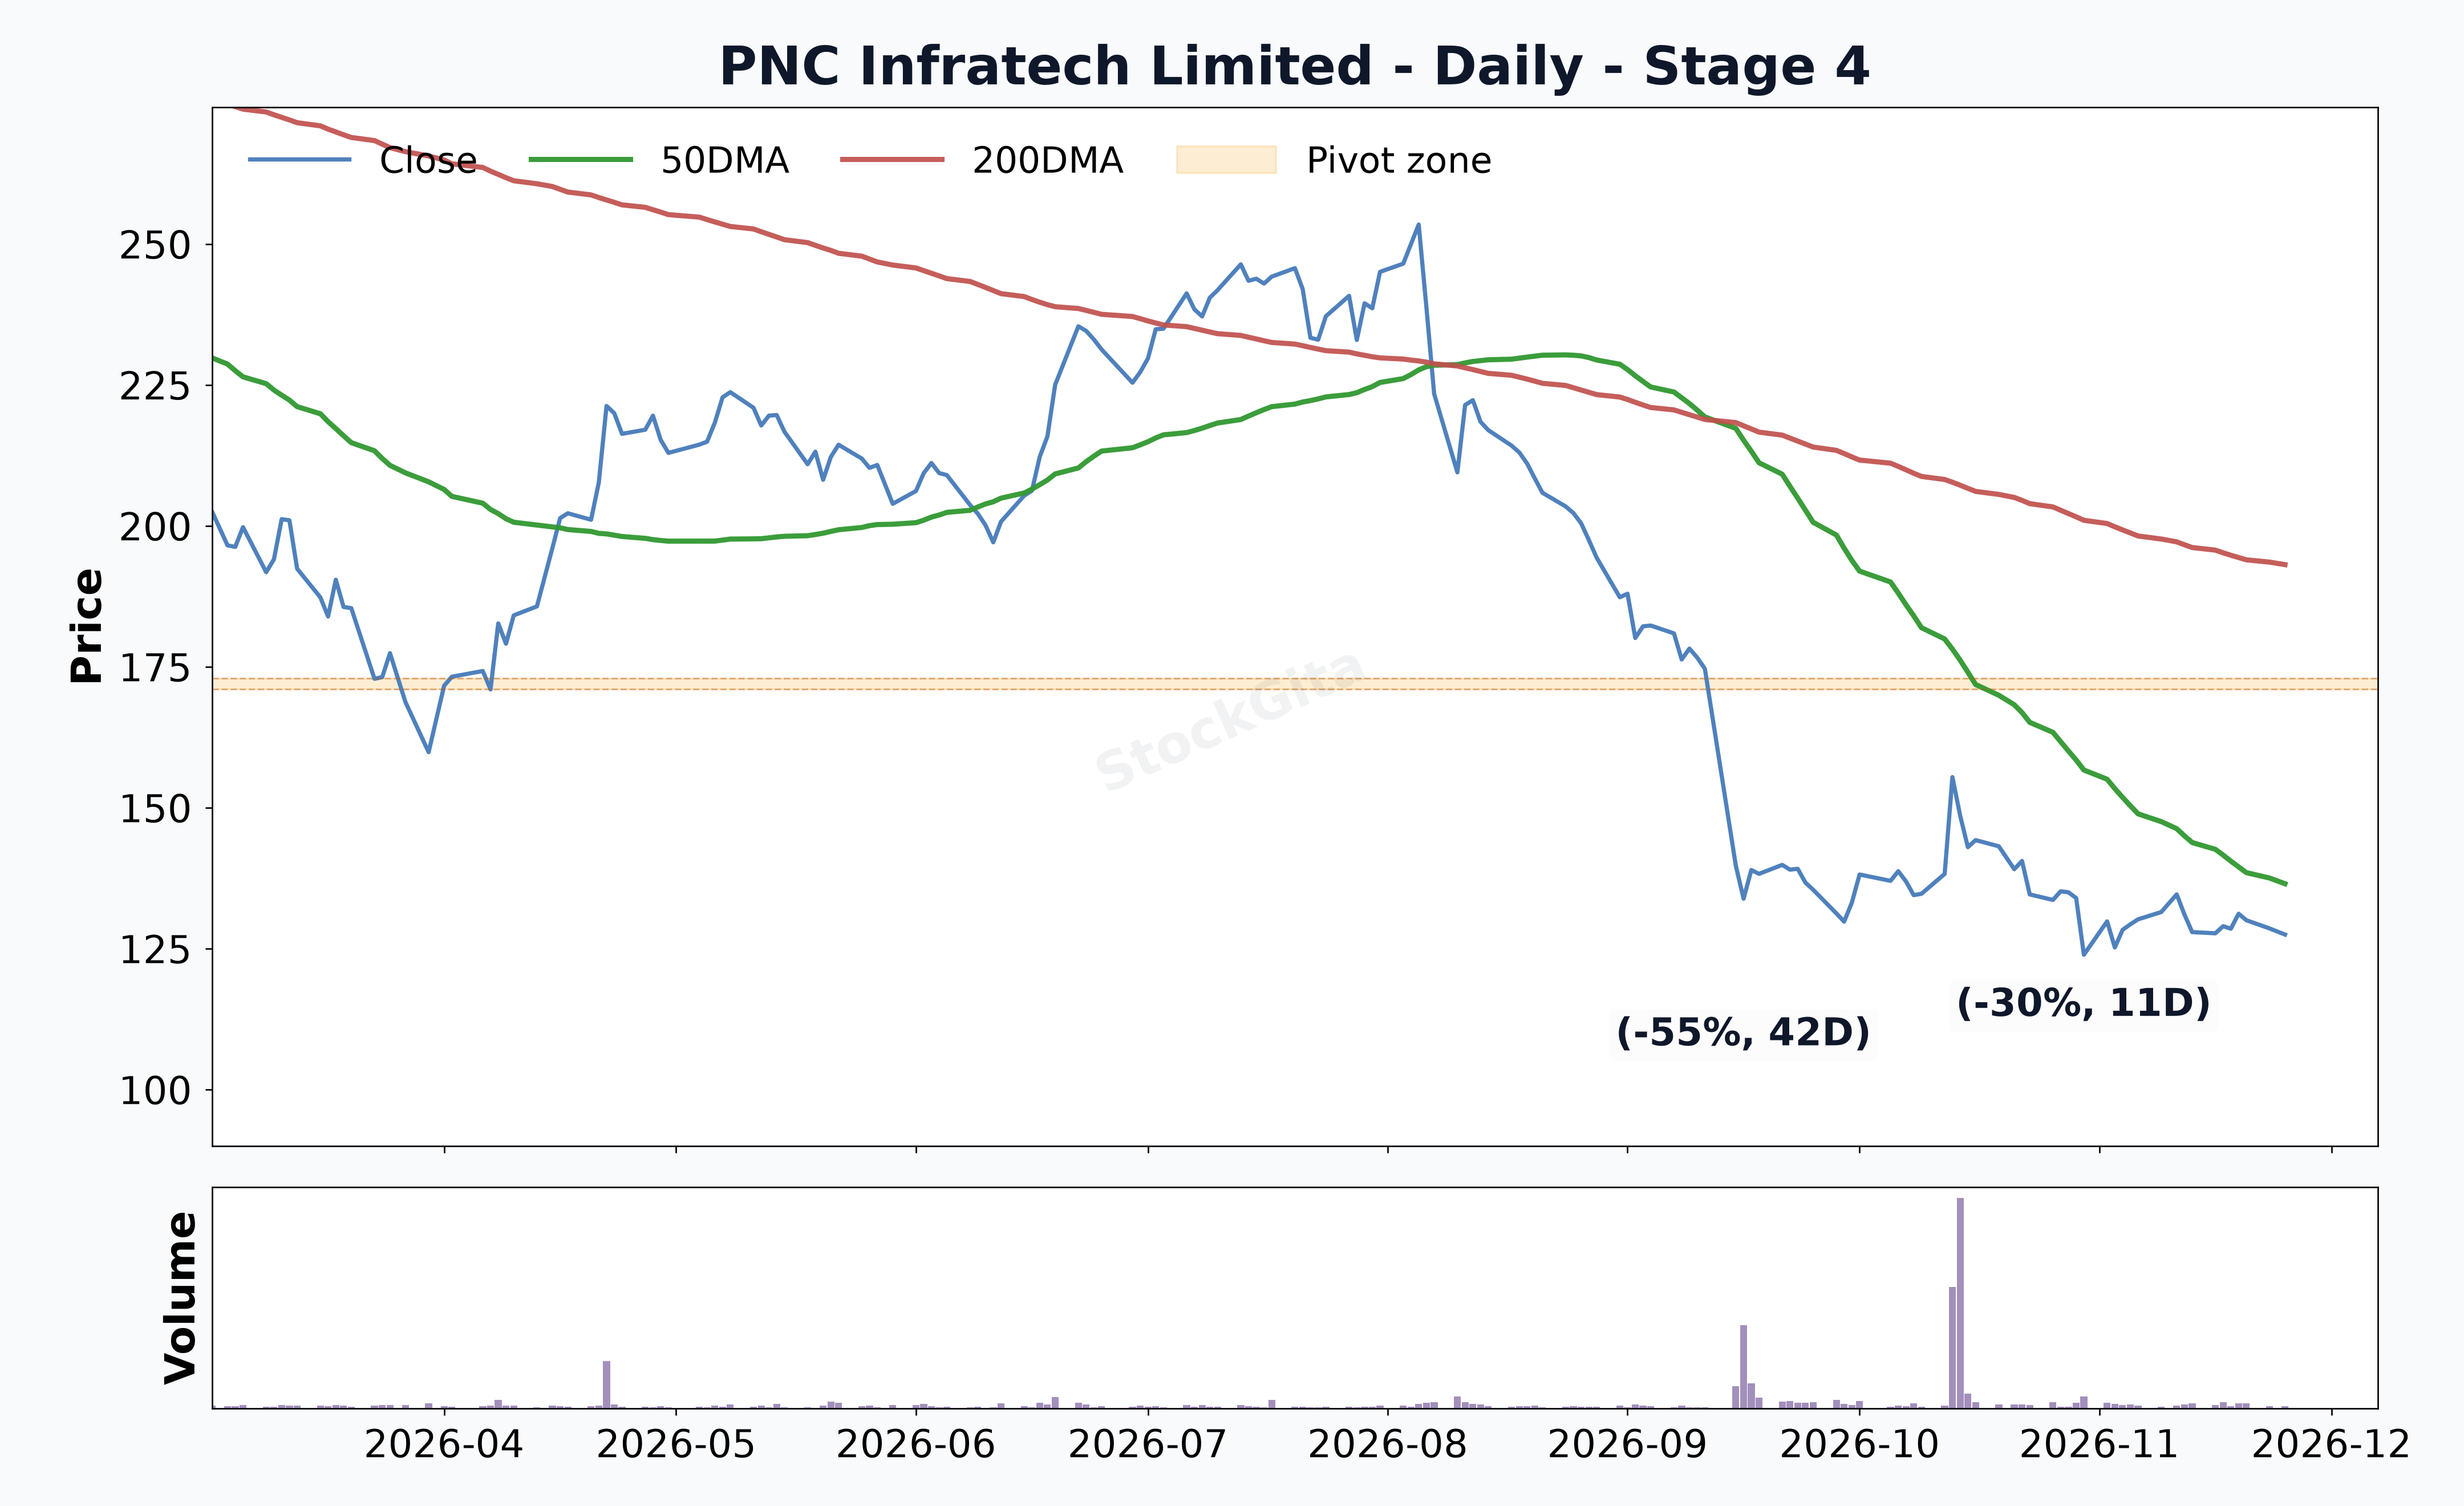 PNC Infratech Limited - Daily - Stage 4
Close 50DMA 200DMA Pivot zone
Price
250
225
200
175
150
125
100
StockGita
(-30%, 11D)
(-55%, 42D)
Volume
2026-04 2026-05 2026-06 2026-07 2026-08 2026-09 2026-10 2026-11 2026-12